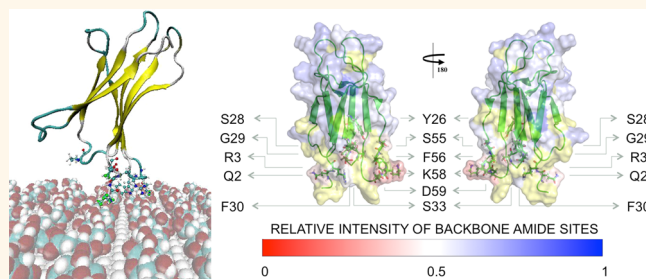 180
S28
G29
R3
Q2
F30
Y26
S55
F56
K58
D59
S33
S28
G29
R3
Q2
F30
RELATIVE INTENSITY OF BACKBONE AMIDE SITES
0 0.5 1